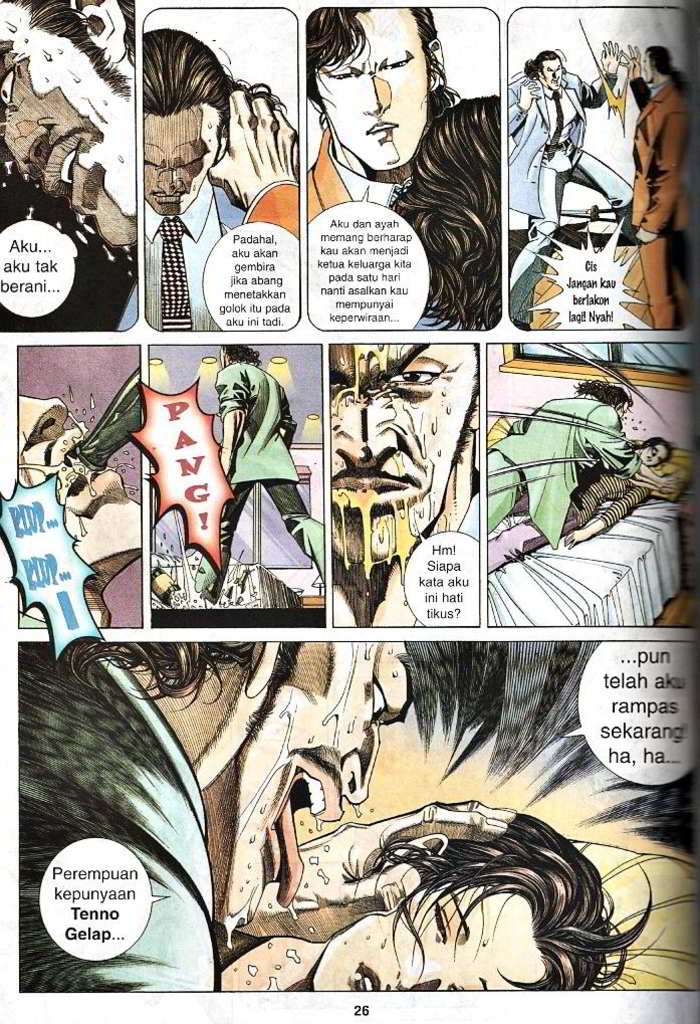 Aku...
aku tak
berani...
Padahal,
aku akan
gembira
jika abang
menetakkan
golok itu pada
aku ini tadi.
Aku dan ayah
memang berharap
kau akan menjadi
ketua keluarga kita
pada satu hari
nanti asalkan kau
mempunyai
keperwiraan...
Cis
Jangan kau
berlakon
lagi! Nyah!
PANG!
Hm!
Siapa
kata aku
ini hati
tikus?
...pun
telah aku
rampas
sekarang!
ha, ha...
Perempuan
kepunyaan
Tenno
Gelap...
26